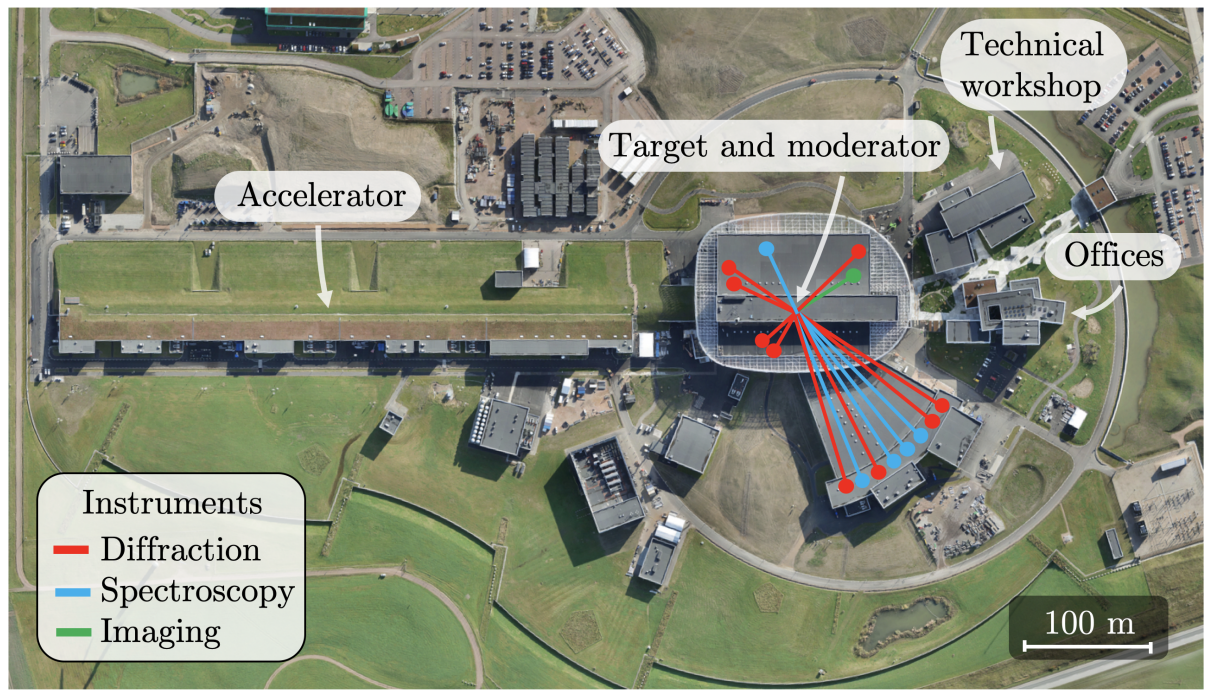 Technical
workshop
Target and moderator
Accelerator
Offices
Instruments
Diffraction
Spectroscopy
Imaging
100 m